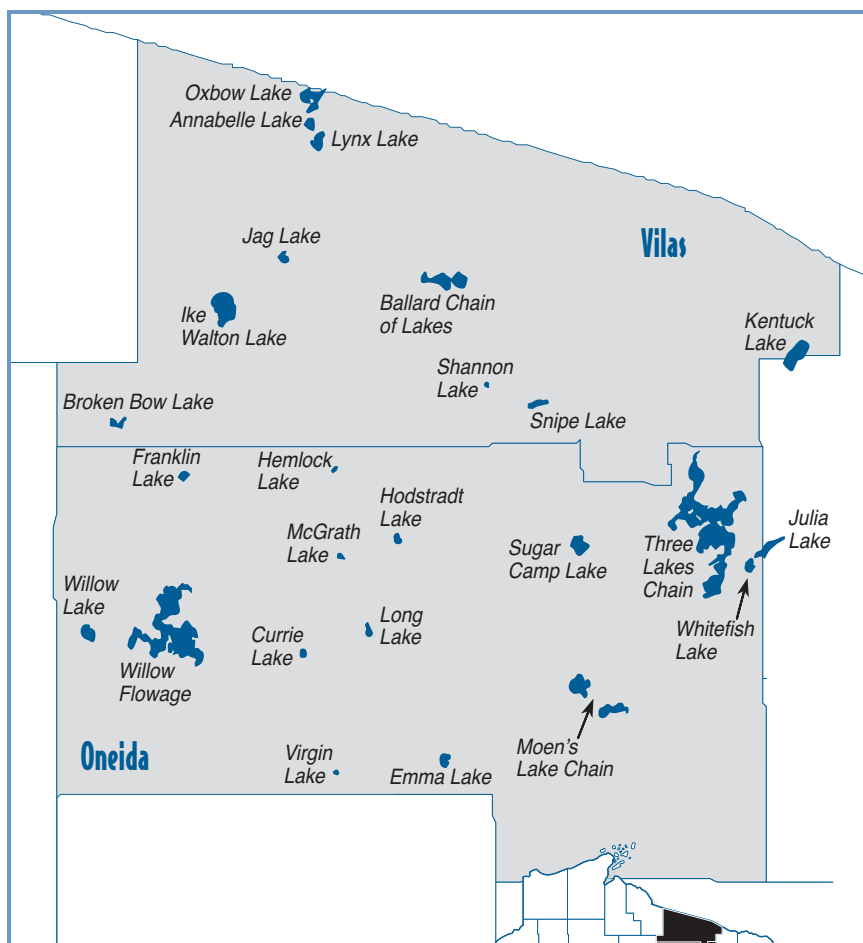 Oxbow Lake
Annabelle Lake
Lynx Lake
Jag Lake
Vilas
Ike
Walton Lake
Ballard Chain
of Lakes
Kentuck
Lake
Shannon
Lake
Broken Bow Lake
Snipe Lake
Franklin
Lake
Hemlock
Lake
Hodstradt
Lake
McGrath
Lake
Sugar
Camp Lake
Three
Lakes
Chain
Julia
Lake
Willow
Lake
Willow
Flowage
Currie
Lake
Long
Lake
Whitefish
Lake
Oneida
Virgin
Lake
Emma Lake
Moen's
Lake Chain